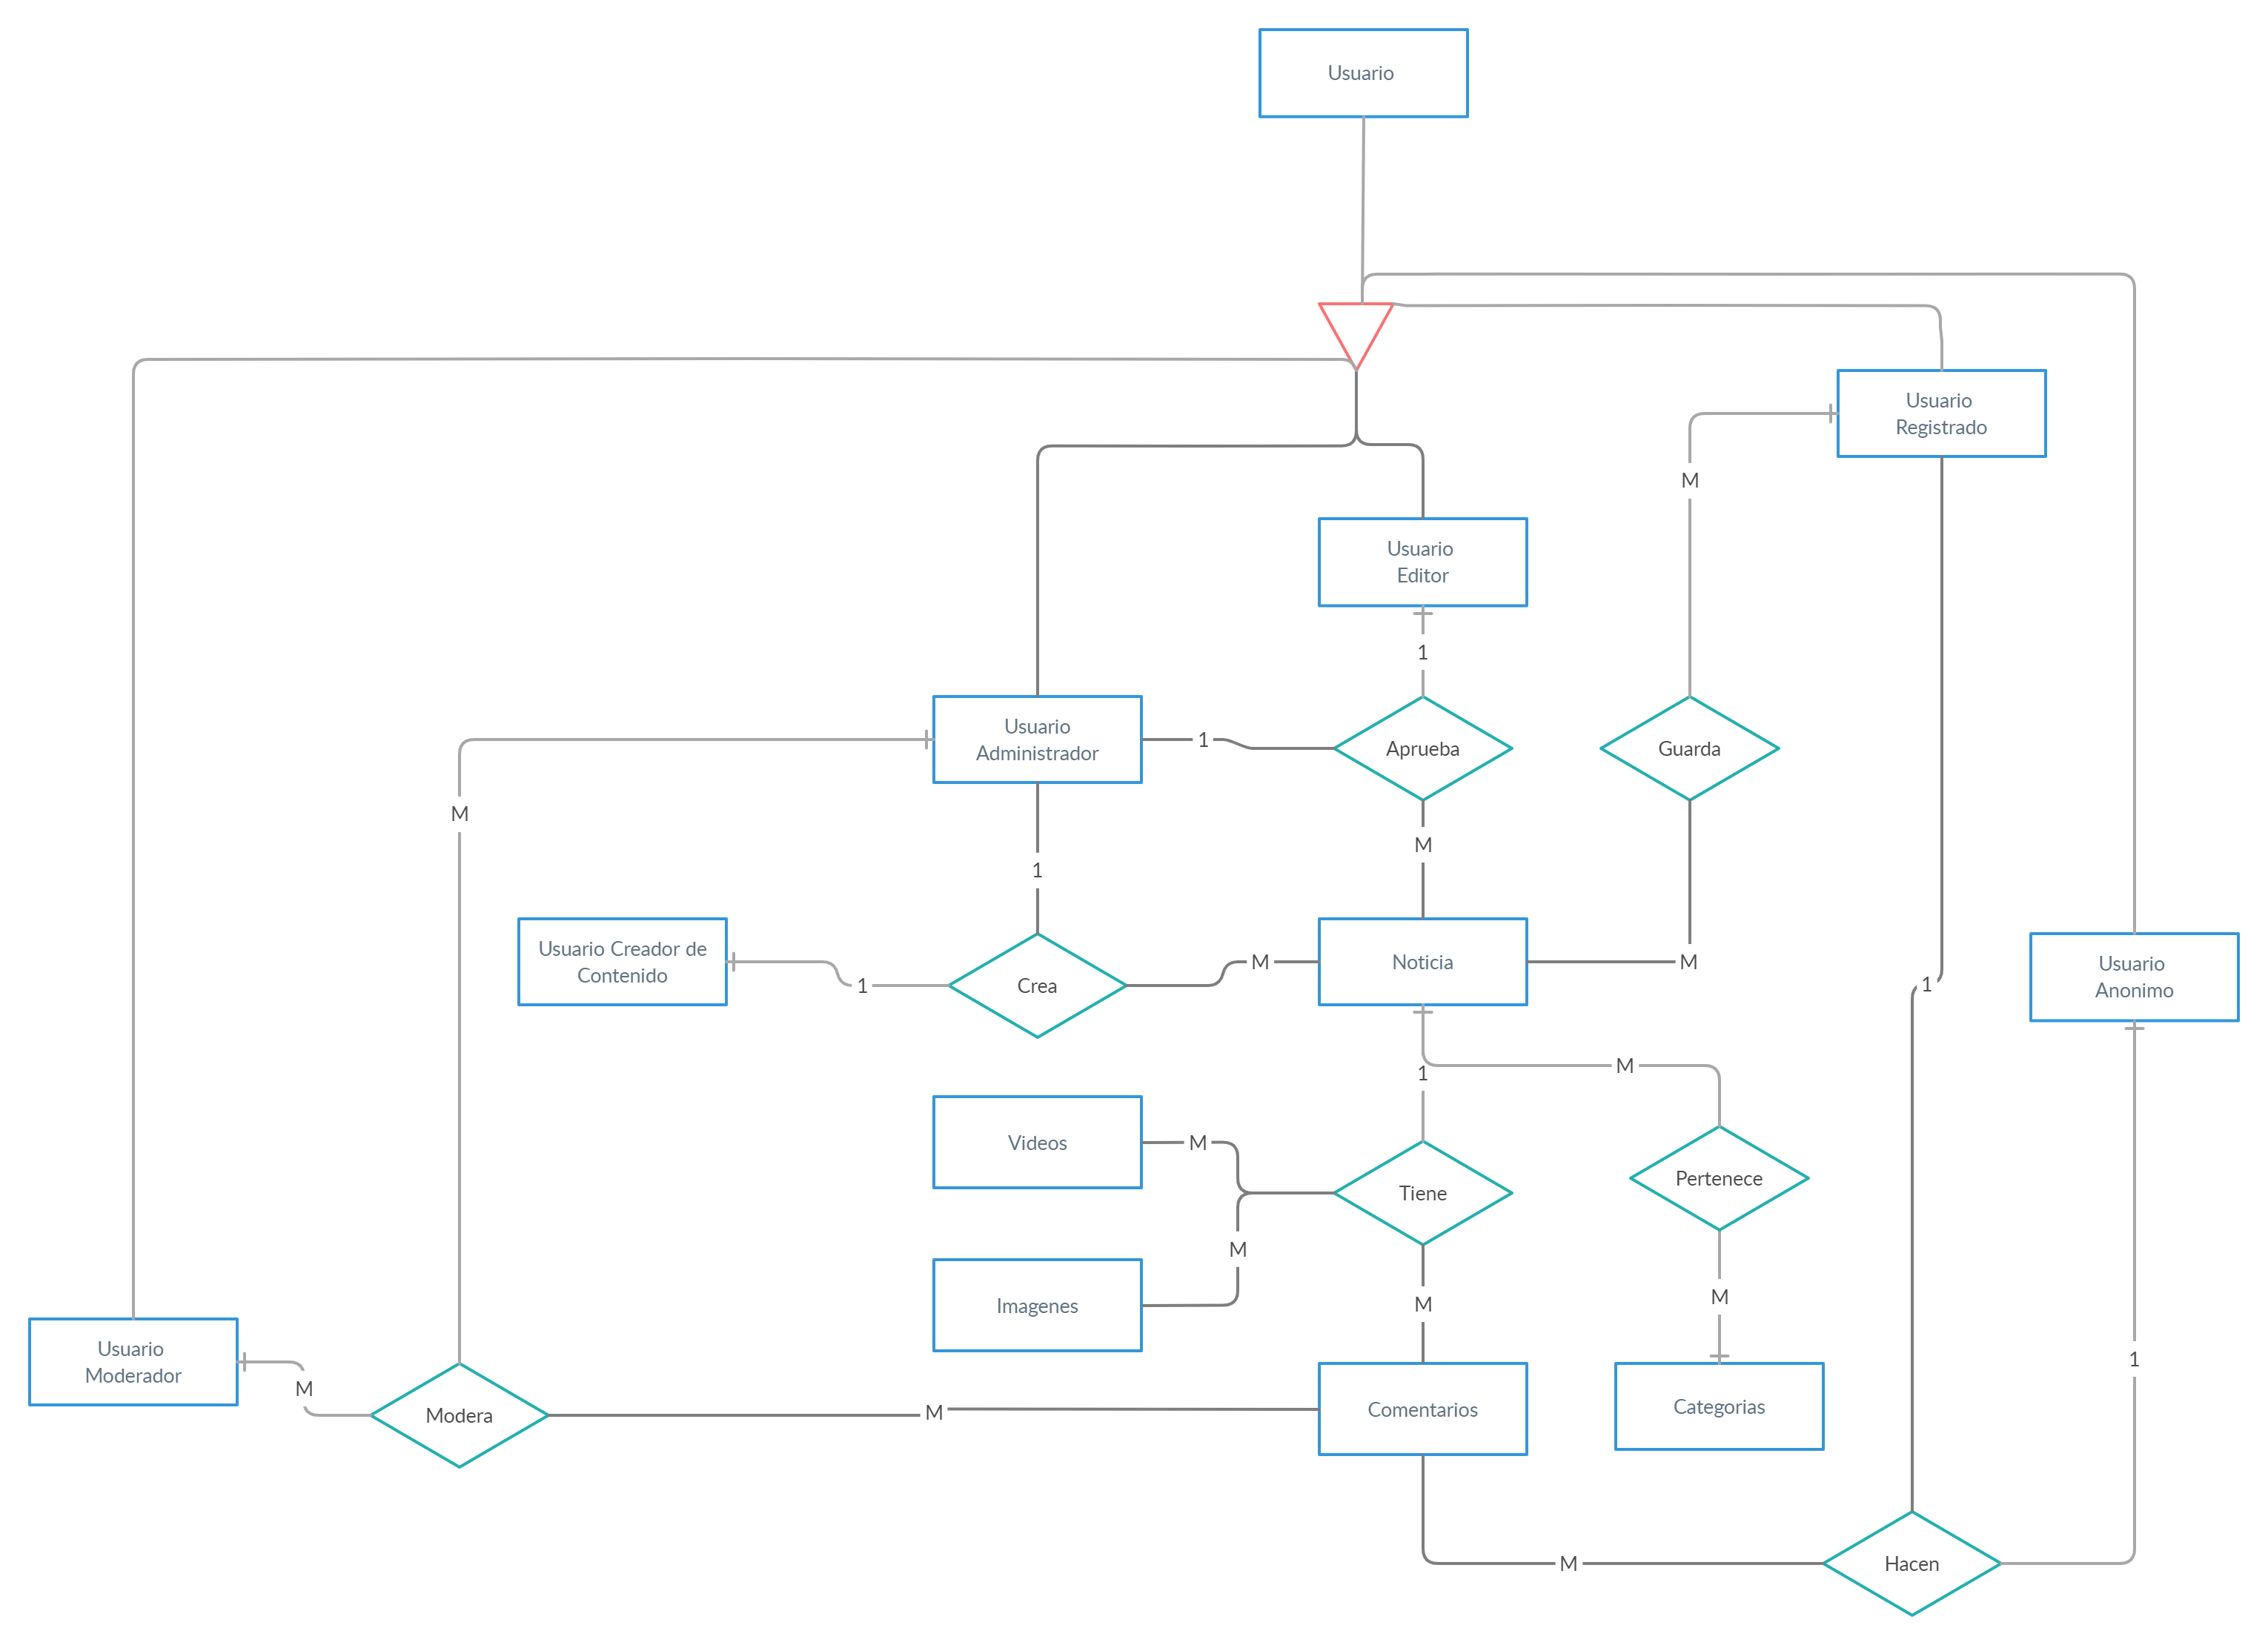 Usuario
Usuario
Registrado
M
Usuario
Editor
1
Usuario
Administrador
1
Aprueba
Guarda
M
M
1
Usuario Creador de
Contenido
1
Crea
M
Noticia
M
1
Usuario
Anonimo
M
1
Videos
M
Tiene
Pertenece
M
Imagenes
M
M
Usuario
Moderador
M
Modera
M
Comentarios
Categorias
1
M
Hacen